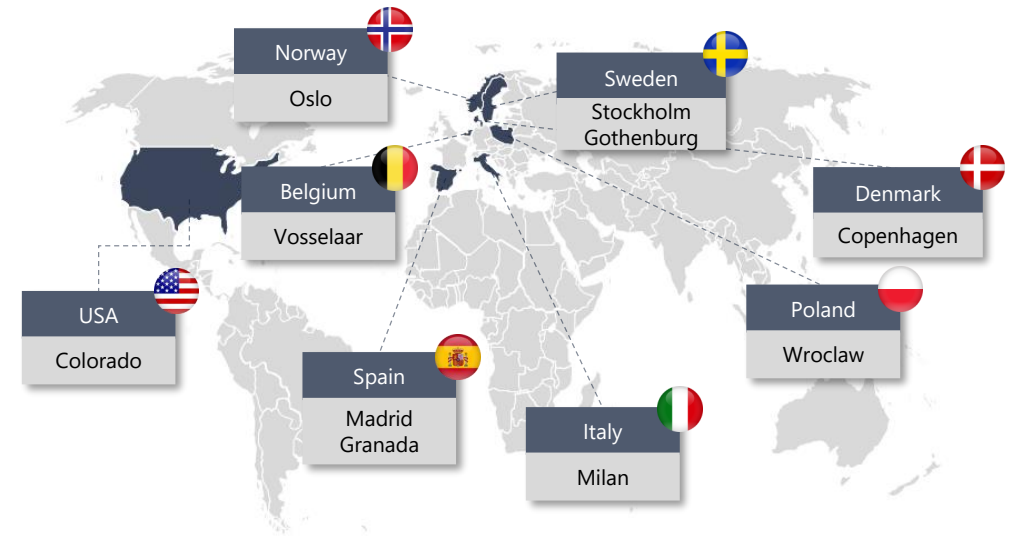 Norway
Oslo
Sweden
Stockholm
Gothenburg
Belgium
Vosselaar
Denmark
Copenhagen
USA
Colorado
Poland
Wroclaw
Spain
Madrid
Granada
Italy
Milan